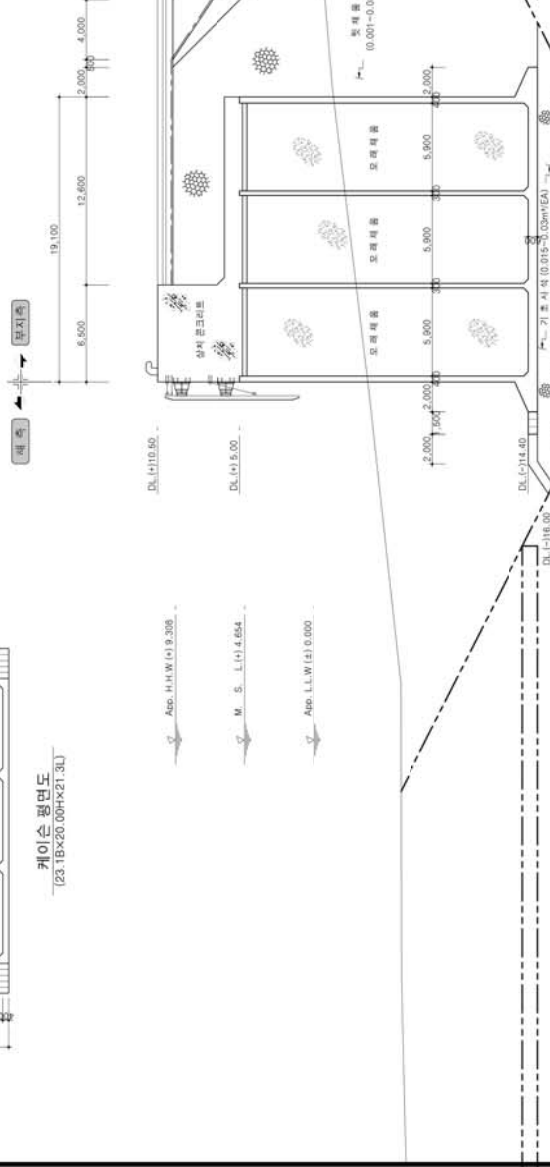 해 측
부지측
19,100
6,500
12,600
2,000
4,000
케이슨 평면도
(23.1B×20.00H×21.3L)
DL.(+)10.50
DL.(+) 5.00
상치 콘크리트
App. H.H.W (+) 9.308
M. S. L (+) 4.654
App. L.L.W (±) 0.000
뒷 채 움
모 래 채 움
모 래 채 움
모 래 채 움
2,000
1,500
2,000
400
5,900
300
5,900
300
5,900
400
2,000
DL.(-)14.40
DL.(-)16.00
기 초 사 석 (0.015~0.03m³/EA)